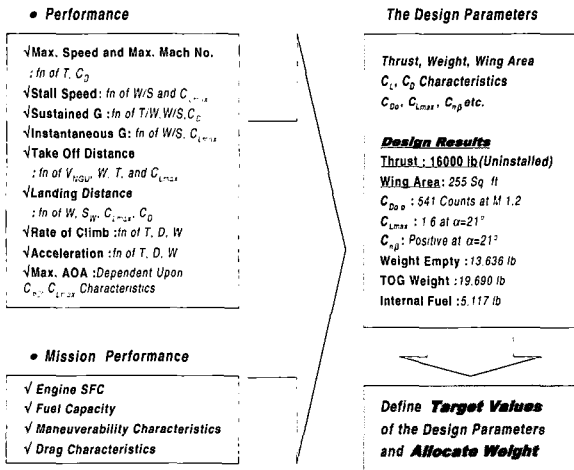 • Performance
√Max. Speed and Max. Mach No.
: fn of T, C_D
√Stall Speed: fn of W/S and C_Lmax
√Sustained G :fn of T/W.W/S,C_D
√Instantaneous G: fn of W/S, C_Lmax
√Take Off Distance
: fn of V_NGU, W, T, and C_Lmax
√Landing Distance
: fn of W, S_W, C_Lmax, C_D
√Rate of Climb :fn of T, D, W
√Acceleration :fn of T, D, W
√Max. AOA :Dependent Upon
C_nβ, C_Lmax Characteristics
• Mission Performance
√ Engine SFC
√ Fuel Capacity
√ Maneuverability Characteristics
√ Drag Characteristics
The Design Parameters
Thrust, Weight, Wing Area
C_L, C_D Characteristics
C_Do, C_Lmax, C_nβ etc.
Design Results
Thrust : 16000 lb(Uninstalled)
Wing Area: 255 Sq ft
C_Do : 541 Counts at M 1.2
C_Lmax : 1 6 at α=21°
C_nβ: Positive at α=21°
Weight Empty :13,636 lb
TOG Weight :19,690 lb
Internal Fuel :5,117 lb
Define Target Values
of the Design Parameters
and Allocate Weight